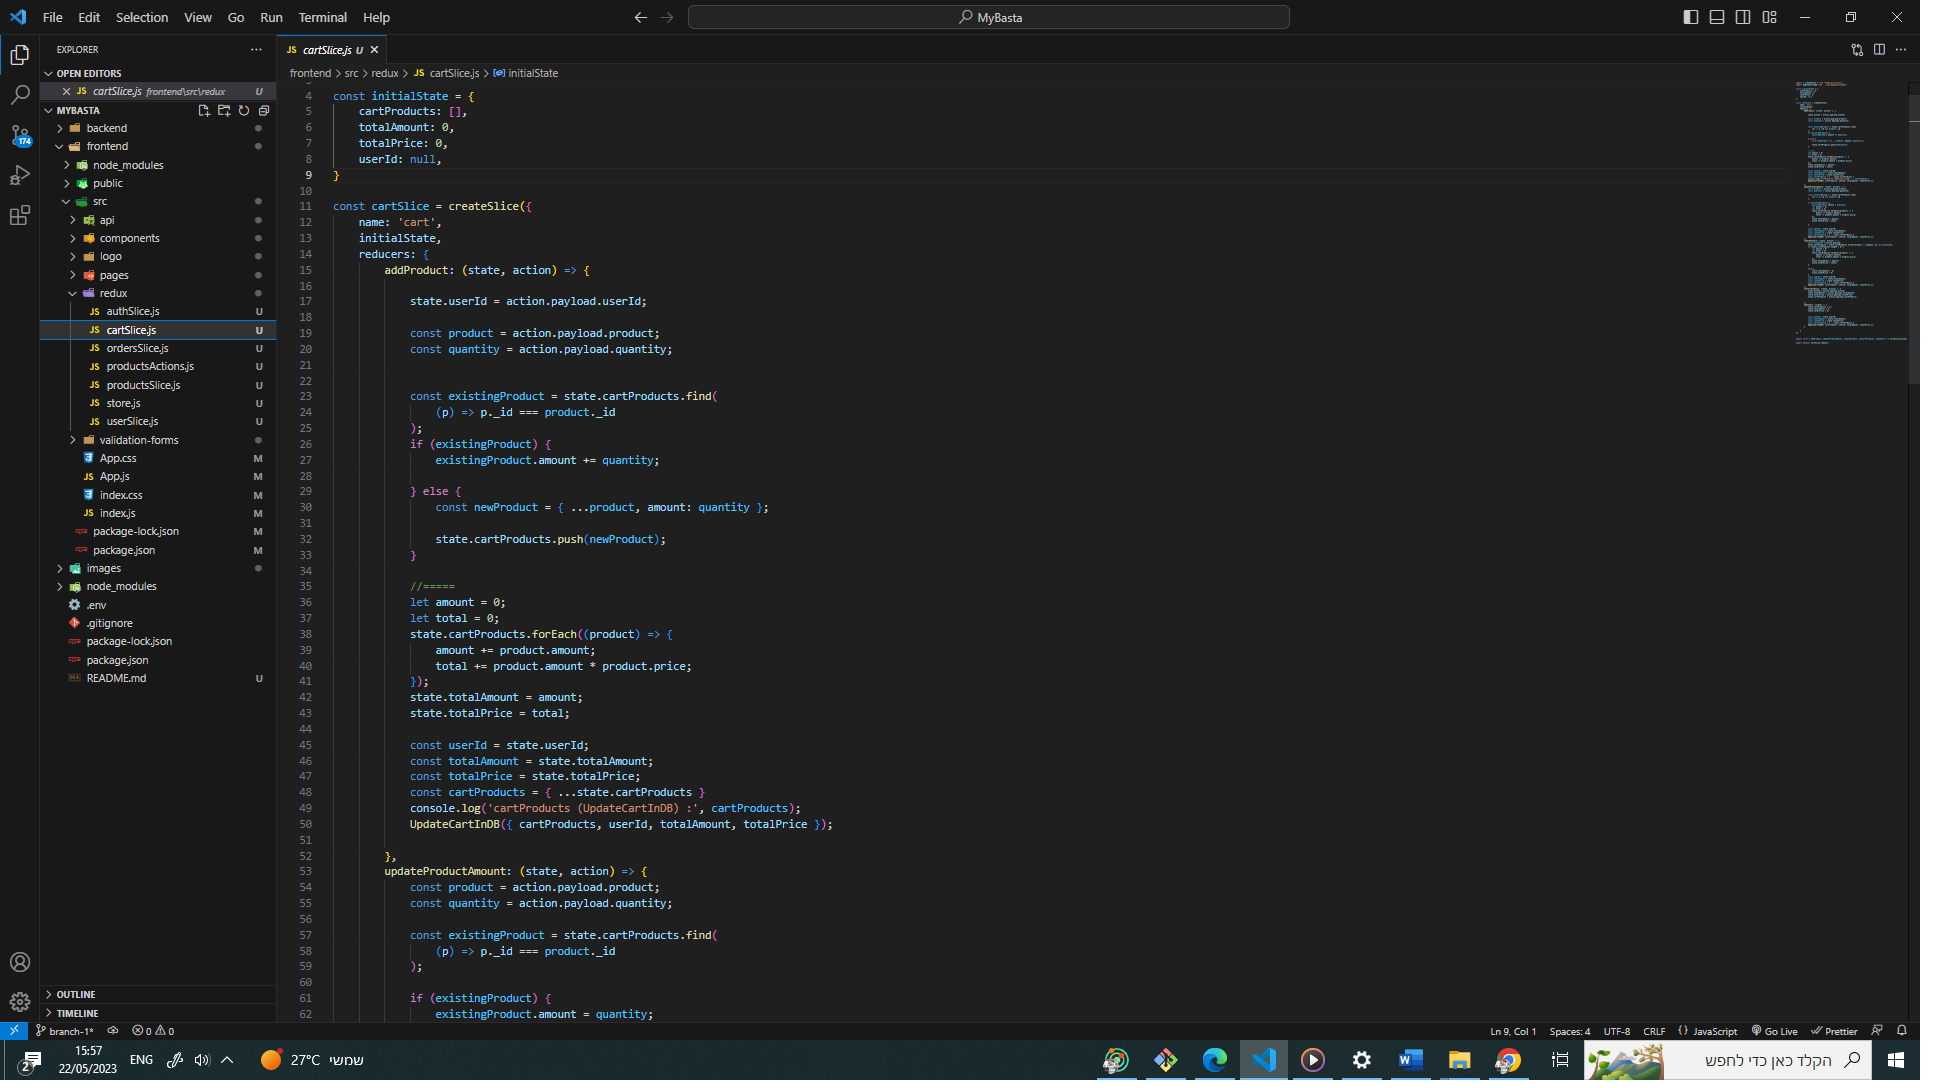 File Edit Selection View Go Run Terminal Help
MyBasta
EXPLORER
OPEN EDITORS
JS cartSlice.js frontend\src\redux U
MYBASTA
backend
frontend
node_modules
public
src
api
components
logo
pages
redux
JS authSlice.js U
JS cartSlice.js U
JS ordersSlice.js U
JS productsActions.js U
JS productsSlice.js U
JS store.js U
JS userSlice.js U
validation-forms
App.css M
JS App.js M
index.css M
JS index.js M
package-lock.json M
package.json M
images
node_modules
.env
.gitignore
package-lock.json
package.json
README.md U
OUTLINE
TIMELINE
174
JS cartSlice.js U
frontend > src > redux > JS cartSlice.js > initialState
4 const initialState = {
5 cartProducts: [],
6 totalAmount: 0,
7 totalPrice: 0,
8 userId: null,
9 }
10
11 const cartSlice = createSlice({
12 name: 'cart',
13 initialState,
14 reducers: {
15 addProduct: (state, action) => {
16
17 state.userId = action.payload.userId;
18
19 const product = action.payload.product;
20 const quantity = action.payload.quantity;
21
22
23 const existingProduct = state.cartProducts.find(
24 (p) => p._id === product._id
25 );
26 if (existingProduct) {
27 existingProduct.amount += quantity;
28
29 } else {
30 const newProduct = { ...product, amount: quantity };
31
32 state.cartProducts.push(newProduct);
33 }
34
35 //=====
36 let amount = 0;
37 let total = 0;
38 state.cartProducts.forEach((product) => {
39 amount += product.amount;
40 total += product.amount * product.price;
41 });
42 state.totalAmount = amount;
43 state.totalPrice = total;
44
45 const userId = state.userId;
46 const totalAmount = state.totalAmount;
47 const totalPrice = state.totalPrice;
48 const cartProducts = { ...state.cartProducts }
49 console.log('cartProducts (UpdateCartInDB) :', cartProducts);
50 UpdateCartInDB({ cartProducts, userId, totalAmount, totalPrice });
51
52 },
53 updateProductAmount: (state, action) => {
54 const product = action.payload.product;
55 const quantity = action.payload.quantity;
56
57 const existingProduct = state.cartProducts.find(
58 (p) => p._id === product._id
59 );
60
61 if (existingProduct) {
62 existingProduct.amount = quantity;
branch-1* 0 0
Ln 9, Col 1 Spaces: 4 UTF-8 CRLF {} JavaScript Go Live Prettier
2
15:57
22/05/2023
ENG
27°C שמשי
הקלד כאן כדי לחפש